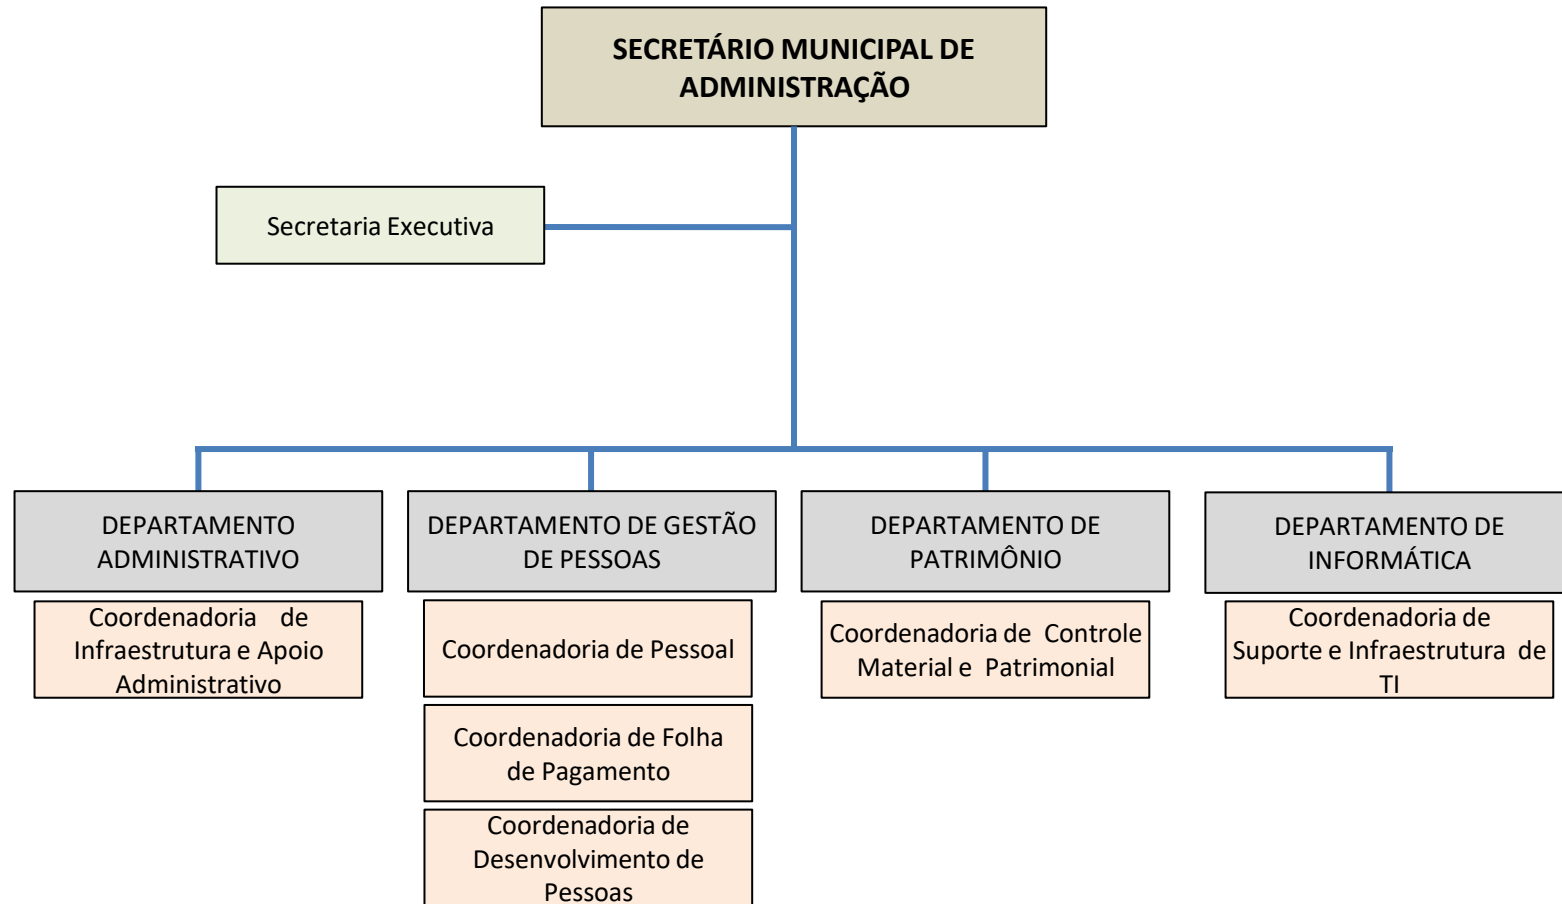 SECRETÁRIO MUNICIPAL DE
ADMINISTRAÇÃO
Secretaria Executiva
DEPARTAMENTO
ADMINISTRATIVO
Coordenadoria de
Infraestrutura e Apoio
Administrativo
DEPARTAMENTO DE GESTÃO
DE PESSOAS
Coordenadoria de Pessoal
Coordenadoria de Folha
de Pagamento
Coordenadoria de
Desenvolvimento de
Pessoas
DEPARTAMENTO DE
PATRIMÔNIO
Coordenadoria de Controle
Material e Patrimonial
DEPARTAMENTO DE
INFORMÁTICA
Coordenadoria de
Suporte e Infraestrutura de
TI